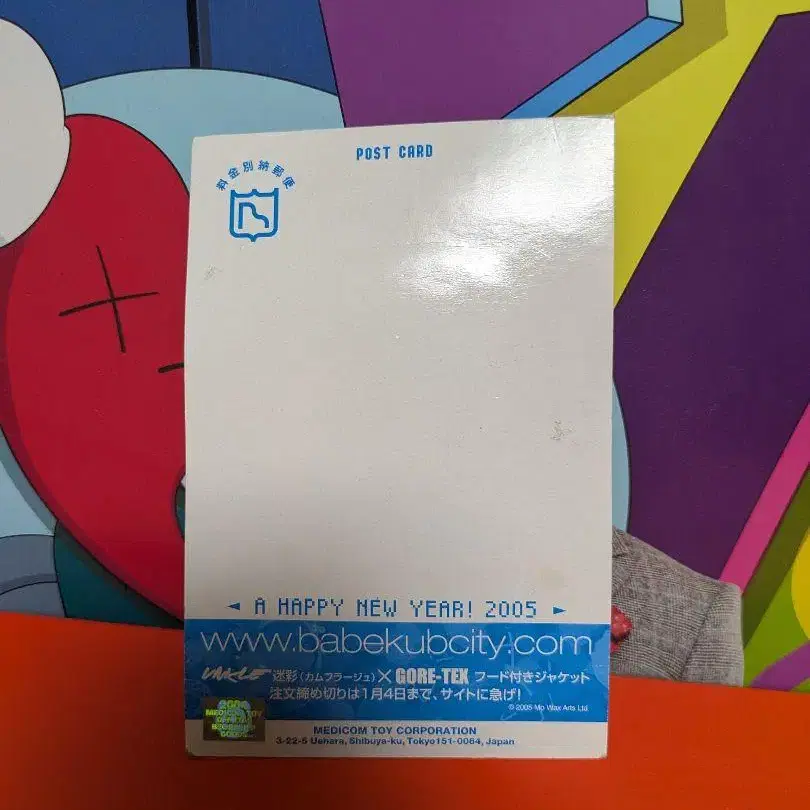 POST CARD
料金別納郵便
◄ A HAPPY NEW YEAR! 2005 ►
www.babekubcity.com
UNKLE 迷彩（カムフラージュ）× GORE-TEX フード付きジャケット
注文締め切りは1月4日まで、サイトに急げ!
© 2005 Mo Wax Arts Ltd
MEDICOM TOY
MEDICOM TOY CORPORATION
3-22-5 Uehara, Shibuya-ku, Tokyo151-0064, Japan